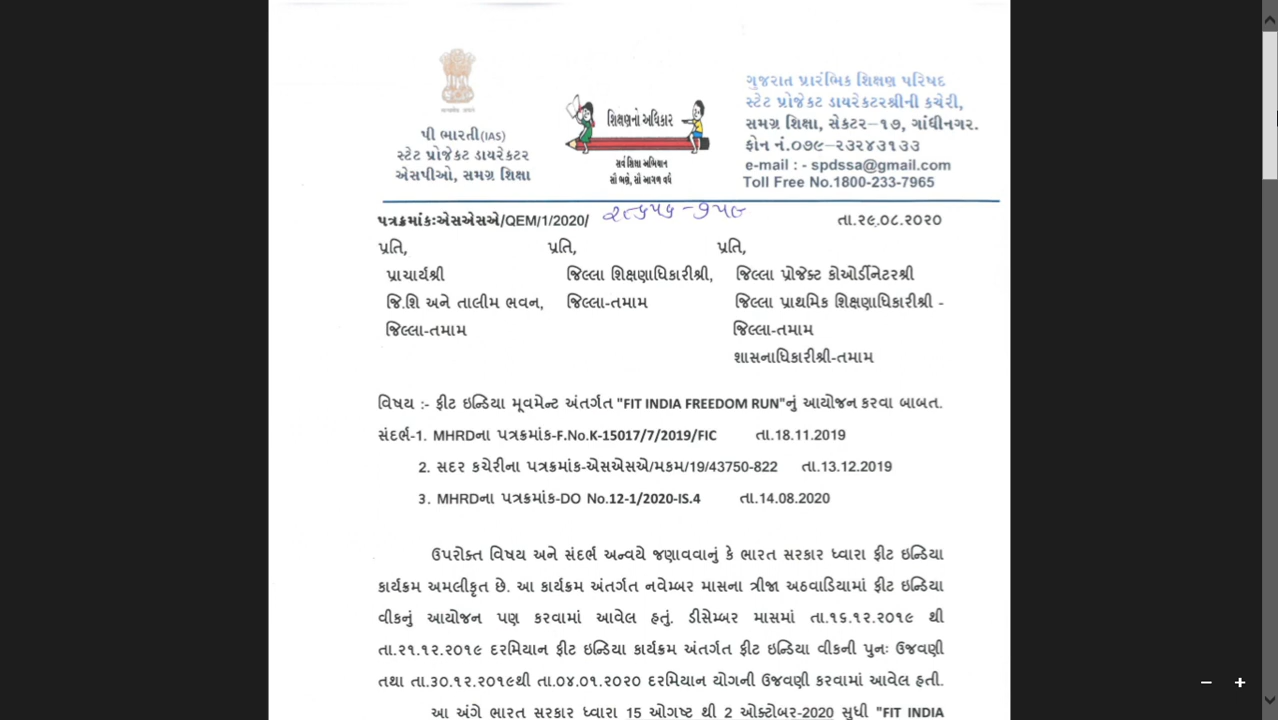 ગુજરાત પ્રારંભિક શિક્ષણ પરિષદ
સ્ટેટ પ્રોજેકટ ડાયરેકટરશ્રીની કચેરી,
સમગ્ર શિક્ષા, સેકટર–૧૭, ગાંધીનગર.
ફોન નં.૦૭૯–૨૩૨૪૩૧૩૩
e-mail : - spdssa@gmail.com
Toll Free No.1800-233-7965
શિક્ષણનો અધિકાર
સર્વ શિક્ષા અભિયાન
સૌ ભણે, સૌ આગળ વધે
પી ભારતી(IAS)
સ્ટેટ પ્રોજેકટ ડાયરેકટર
એસપીઓ, સમગ્ર શિક્ષા
પત્રક્રમાંક:એસએસએ/QEM/1/2020/ તા.૨૯.૦૮.૨૦૨૦
પ્રતિ, પ્રતિ, પ્રતિ,
પ્રાચાર્યશ્રી જિલ્લા શિક્ષણાધિકારીશ્રી, જિલ્લા પ્રોજેક્ટ કોઓર્ડીનેટરશ્રી
જિ.શિ અને તાલીમ ભવન, જિલ્લા-તમામ જિલ્લા પ્રાથમિક શિક્ષણાધિકારીશ્રી -
જિલ્લા-તમામ જિલ્લા-તમામ
શાસનાધિકારીશ્રી-તમામ
વિષય :- ફીટ ઇન્ડિયા મૂવમેન્ટ અંતર્ગત "FIT INDIA FREEDOM RUN"નું આયોજન કરવા બાબત.
સંદર્ભ-1. MHRDના પત્રક્રમાંક-F.No.K-15017/7/2019/FIC તા.18.11.2019
2. સદર કચેરીના પત્રક્રમાંક-એસએસએ/મકમ/19/43750-822 તા.13.12.2019
3. MHRDના પત્રક્રમાંક-DO No.12-1/2020-IS.4 તા.14.08.2020
ઉપરોક્ત વિષય અને સંદર્ભ અન્વયે જણાવવાનું કે ભારત સરકાર ધ્વારા ફીટ ઇન્ડિયા
કાર્યક્રમ અમલીકૃત છે. આ કાર્યક્રમ અંતર્ગત નવેમ્બર માસના ત્રીજા અઠવાડિયામાં ફીટ ઇન્ડિયા
વીકનું આયોજન પણ કરવામાં આવેલ હતું. ડીસેમ્બર માસમાં તા.૧૬.૧૨.૨૦૧૯ થી
તા.૨૧.૧૨.૨૦૧૯ દરમિયાન ફીટ ઇન્ડિયા કાર્યક્રમ અંતર્ગત ફીટ ઇન્ડિયા વીકની પુનઃ ઉજવણી
તથા તા.30.૧૨.૨૦૧૯થી તા.૦૪.૦૧.૨૦૨૦ દરમિયાન યોગની ઉજવણી કરવામાં આવેલ હતી.
આ અંગે ભારત સરકાર ધ્વારા 15 ઓગષ્ટ થી 2 ઓક્ટોબર-2020 સુધી "FIT INDIA